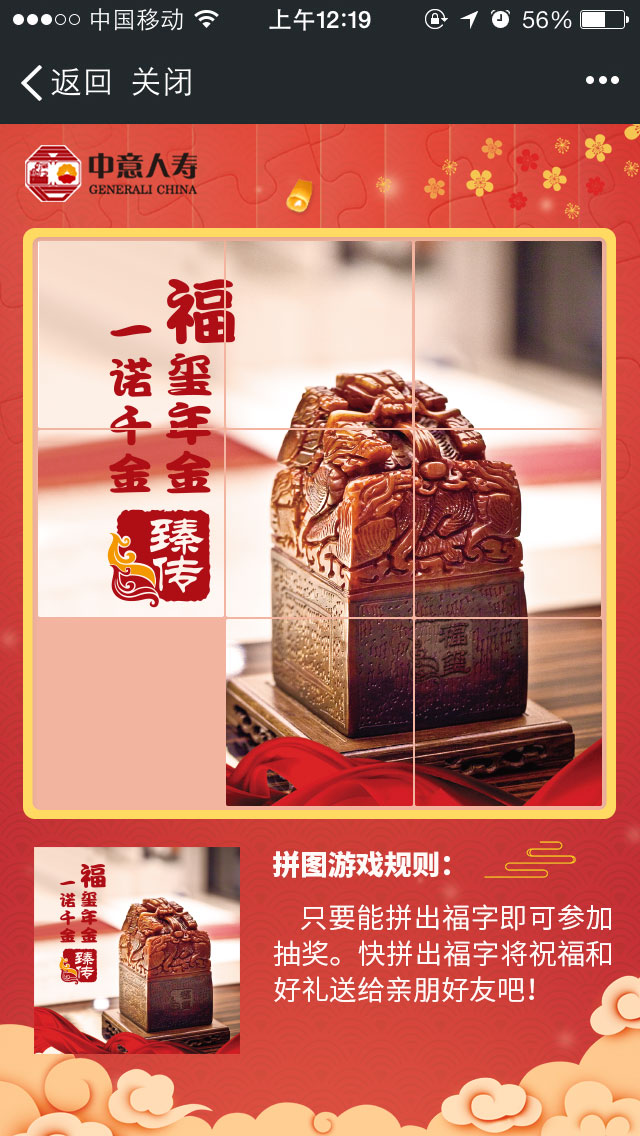 中国移动 上午12:19 56%
返回 关闭
中意人寿
GENERALI CHINA
福玺年金
一诺千金
臻传
福玺年金
一诺千金
臻传
拼图游戏规则：
只要能拼出福字即可参加
抽奖。快拼出福字将祝福和
好礼送给亲朋好友吧！